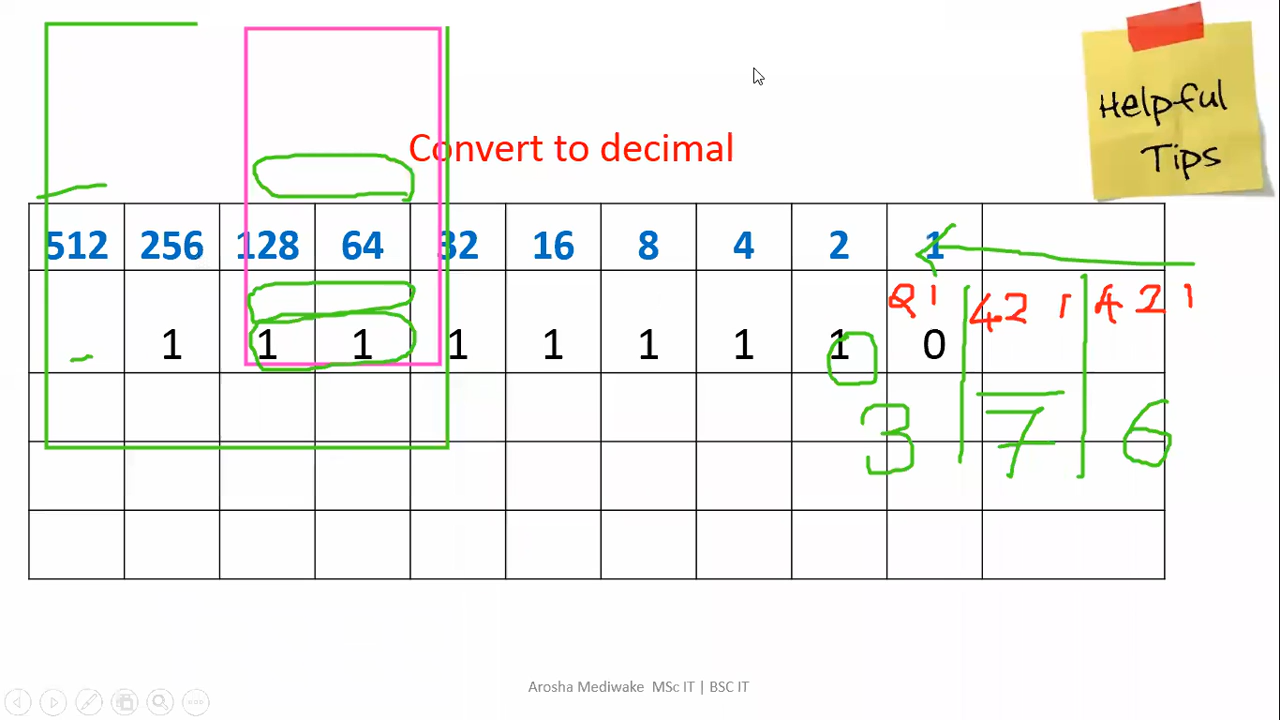 Helpful
Tips
Convert to decimal
512 256 128 64 32 16 8 4 2 1
2 1 4 2 1 4 2 1
- 1 1 1 1 1 1 1 1 0
3 7 6
Arosha Mediwake MSc IT | BSC IT